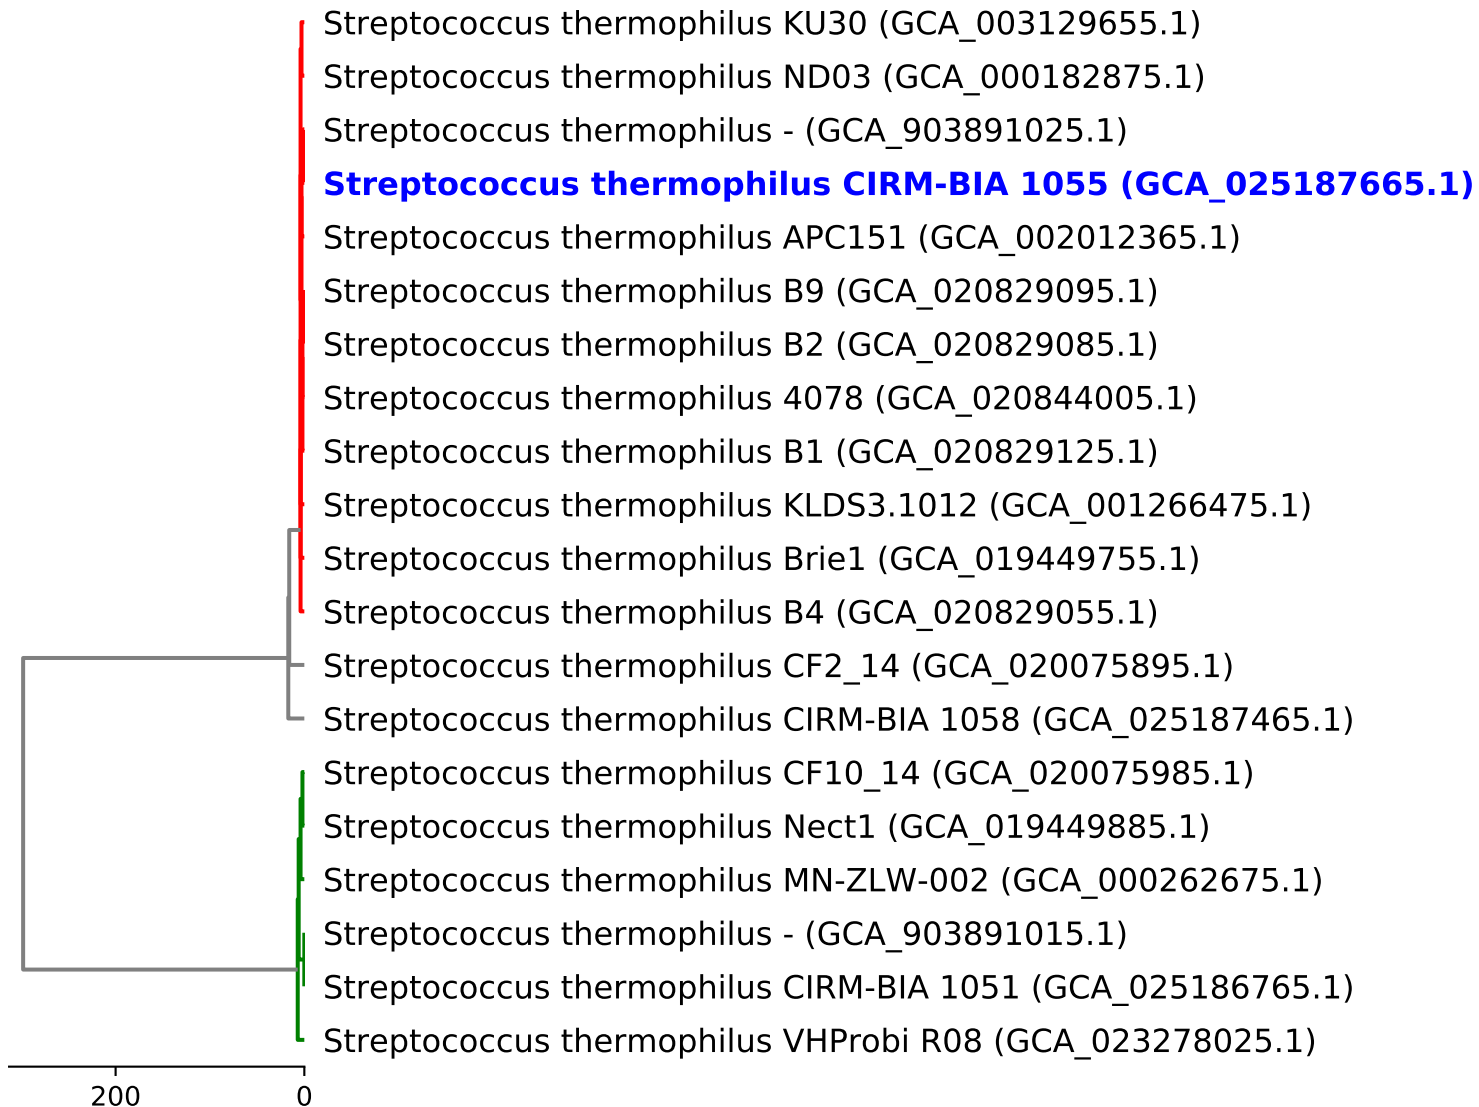 Streptococcus thermophilus KU30 (GCA_003129655.1)
Streptococcus thermophilus ND03 (GCA_000182875.1)
Streptococcus thermophilus - (GCA_903891025.1)
Streptococcus thermophilus CIRM-BIA 1055 (GCA_025187665.1)
Streptococcus thermophilus APC151 (GCA_002012365.1)
Streptococcus thermophilus B9 (GCA_020829095.1)
Streptococcus thermophilus B2 (GCA_020829085.1)
Streptococcus thermophilus 4078 (GCA_020844005.1)
Streptococcus thermophilus B1 (GCA_020829125.1)
Streptococcus thermophilus KLDS3.1012 (GCA_001266475.1)
Streptococcus thermophilus Brie1 (GCA_019449755.1)
Streptococcus thermophilus B4 (GCA_020829055.1)
Streptococcus thermophilus CF2_14 (GCA_020075895.1)
Streptococcus thermophilus CIRM-BIA 1058 (GCA_025187465.1)
Streptococcus thermophilus CF10_14 (GCA_020075985.1)
Streptococcus thermophilus Nect1 (GCA_019449885.1)
Streptococcus thermophilus MN-ZLW-002 (GCA_000262675.1)
Streptococcus thermophilus - (GCA_903891015.1)
Streptococcus thermophilus CIRM-BIA 1051 (GCA_025186765.1)
Streptococcus thermophilus VHProbi R08 (GCA_023278025.1)
200 0